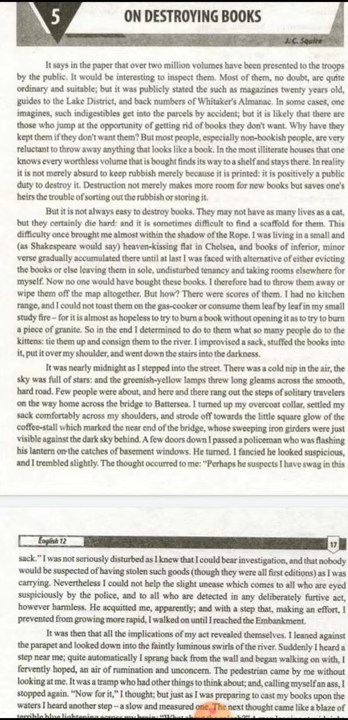 5
ON DESTROYING BOOKS
J.C. Squire
It says in the paper that over two million volumes have been presented to the troops
by the public. It would be interesting to inspect them. Most of them, no doubt, are quite
ordinary and suitable; but it was publicly stated the such as magazines twenty years old,
guides to the Lake District, and back numbers of Whitaker's Almanac. In some cases, one
imagines, such indigestibles get into the parcels by accident; but it is likely that there are
those who jump at the opportunity of getting rid of books they don't want. Why have they
kept them if they don't want them? But most people, especially non-bookish people, are very
reluctant to throw away anything that looks like a book. In the most illiterate houses that one
knows every worthless volume that is bought finds its way to a shelf and stays there. In reality
it is not merely absurd to keep rubbish merely because it is printed: it is positively a public
duty to destroy it. Destruction not merely makes more room for new books but saves one's
heirs the trouble of sorting out the rubbish or storing it.
But it is not always easy to destroy books. They may not have as many lives as a cat,
but they certainly die hard: and it is sometimes difficult to find a scaffold for them. This
difficulty once brought me almost within the shadow of the Rope. I was living in a small and
(as Shakespeare would say) heaven-kissing flat in Chelsea, and books of inferior, minor
verse gradually accumulated there until at last I was faced with alternative of either evicting
the books or else leaving them in sole, undisturbed tenancy and taking rooms elsewhere for
myself. Now no one would have bought these books. I therefore had to throw them away or
wipe them off the map altogether. But how? There were scores of them. I had no kitchen
range, and I could not toast them on the gas-cooker or consume them leaf by leaf in my small
study fire – for it is almost as hopeless to try to burn a book without opening it as to try to burn
a piece of granite. So in the end I determined to do to them what so many people do to the
kittens: tie them up and consign them to the river. I improvised a sack, stuffed the books into
it, put it over my shoulder, and went down the stairs into the darkness.
It was nearly midnight as I stepped into the street. There was a cold nip in the air, the
sky was full of stars: and the greenish-yellow lamps threw long gleams across the smooth,
hard road. Few people were about, and here and there rang out the steps of solitary travelers
on the way home across the bridge to Battersea. I turned up my overcoat collar, settled my
sack comfortably across my shoulders, and strode off towards the little square glow of the
coffee-stall which marked the near end of the bridge, whose sweeping iron girders were just
visible against the dark sky behind. A few doors down I passed a policeman who was flashing
his lantern on the catches of basement windows. He turned. I fancied he looked suspicious,
and I trembled slightly. The thought occurred to me: "Perhaps he suspects I have swag in this
English 12
17
sack." I was not seriously disturbed as I knew that I could bear investigation, and that nobody
would be suspected of having stolen such goods (though they were all first editions) as I was
carrying. Nevertheless I could not help the slight unease which comes to all who are eyed
suspiciously by the police, and to all who are detected in any deliberately furtive act,
however harmless. He acquitted me, apparently; and with a step that, making an effort, I
prevented from growing more rapid, I walked on until I reached the Embankment.
It was then that all the implications of my act revealed themselves. I leaned against
the parapet and looked down into the faintly luminous swirls of the river. Suddenly I heard a
step near me; quite automatically I sprang back from the wall and began walking on with, I
fervently hoped, an air of rumination and unconcern. The pedestrian came by me without
looking at me. It was a tramp who had other things to think about; and, calling myself an ass, I
stopped again. "Now for it," I thought; but just as I was preparing to cast my books upon the
waters I heard another step – a slow and measured one. The next thought came like a blaze of
terrible blue lightning across my brain: